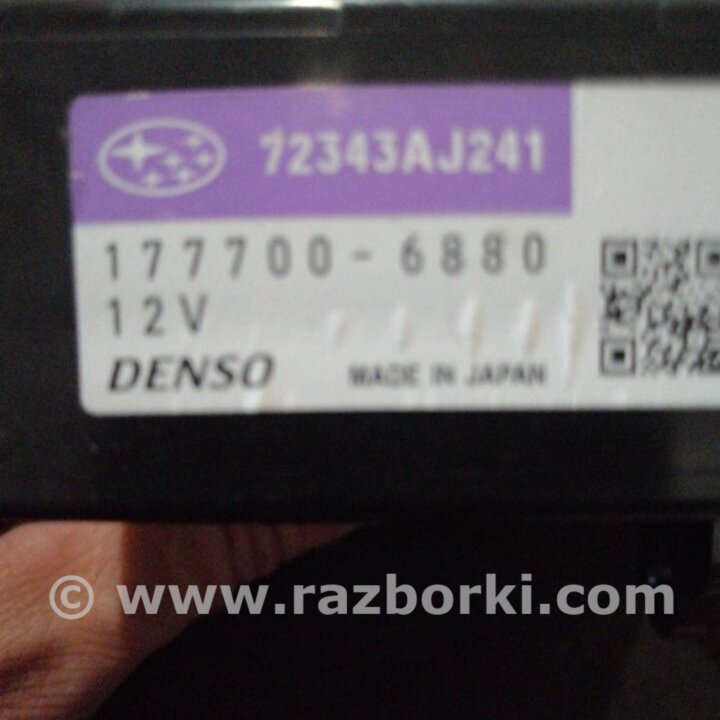 72343AJ241
177700-6880
12V
DENSO MADE IN JAPAN
© www.razborki.com